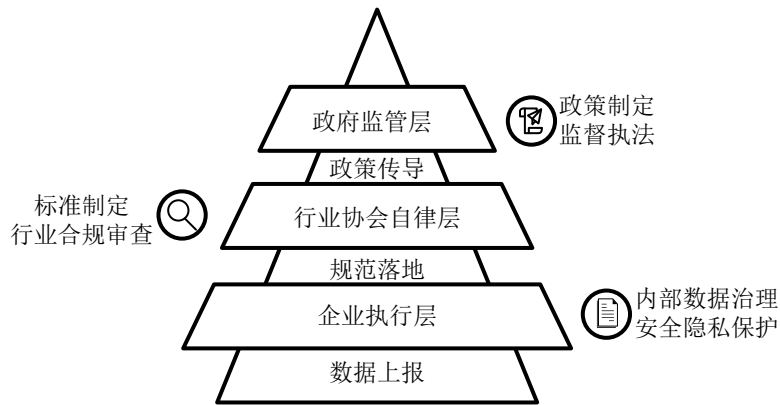 政府监管层
政策制定
监督执法
政策传导
标准制定
行业合规审查
行业协会自律层
规范落地
企业执行层
内部数据治理
安全隐私保护
数据上报